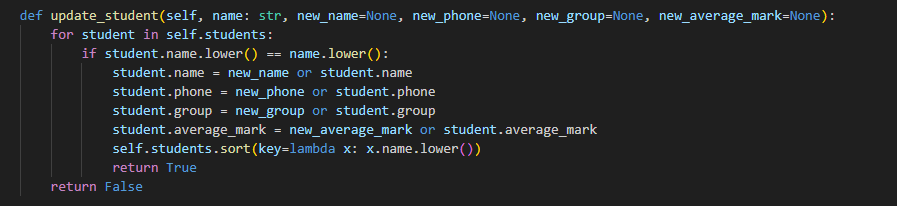 def update_student(self, name: str, new_name=None, new_phone=None, new_group=None, new_average_mark=None):
    for student in self.students:
        if student.name.lower() == name.lower():
            student.name = new_name or student.name
            student.phone = new_phone or student.phone
            student.group = new_group or student.group
            student.average_mark = new_average_mark or student.average_mark
            self.students.sort(key=lambda x: x.name.lower())
            return True
    return False